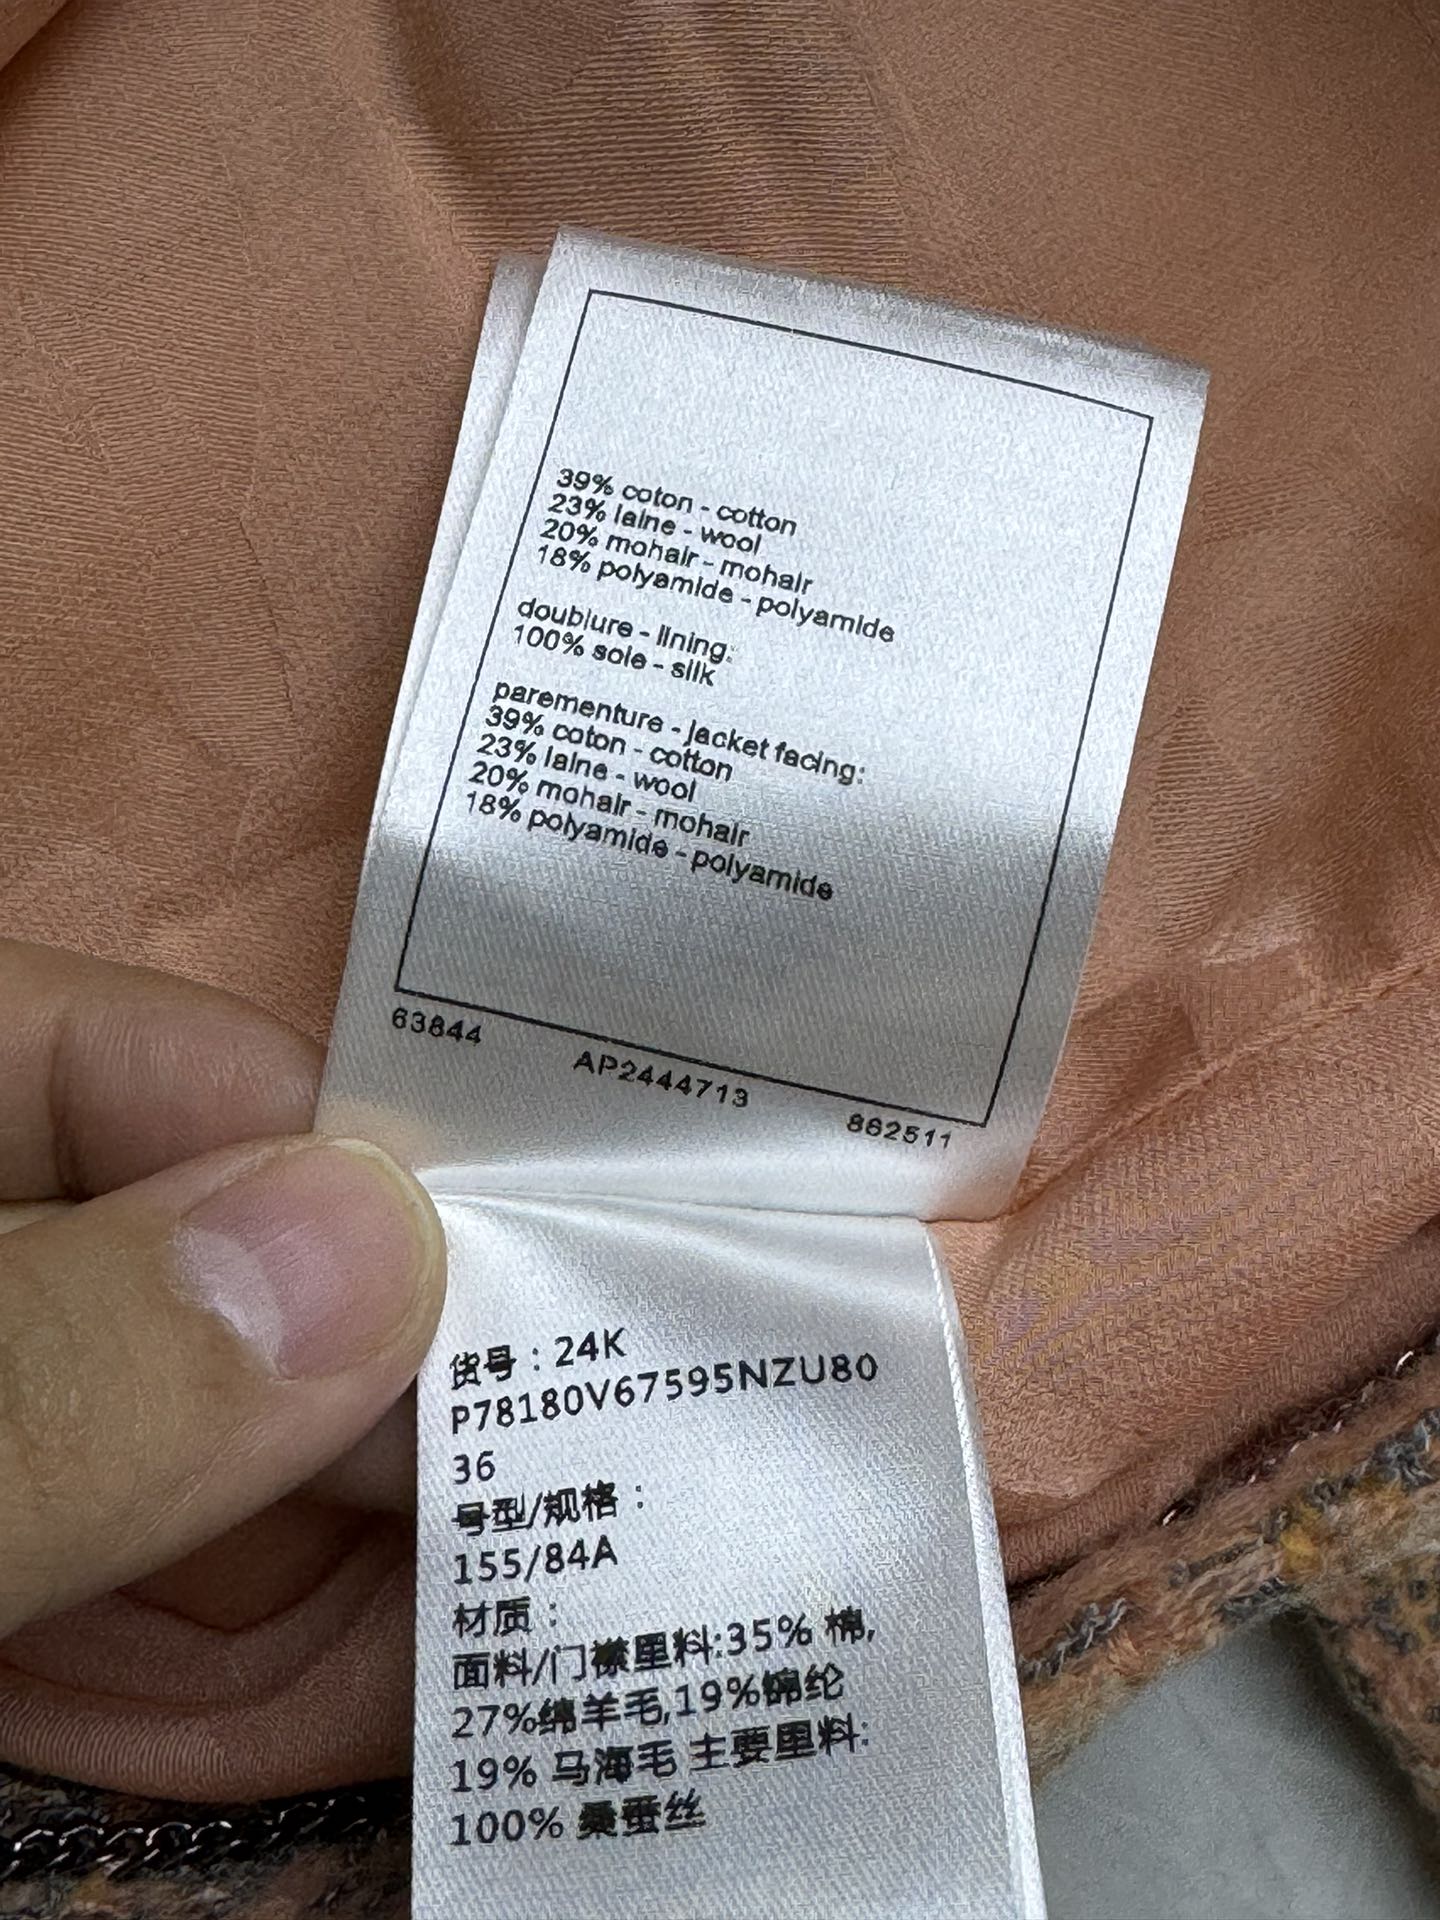 39% coton - cotton
23% laine - wool
20% mohair - mohair
18% polyamide - polyamide
doublure - lining:
100% soie - silk
parementure - jacket facing:
39% coton - cotton
23% laine - wool
20% mohair - mohair
18% polyamide - polyamide
63844 AP2444713 862511
货号：24K
P78180V67595NZU80
36
号型/规格：
155/84A
材质：
面料/门襟里料:35% 棉,
27%绵羊毛,19%锦纶
19% 马海毛 主要里料:
100% 桑蚕丝